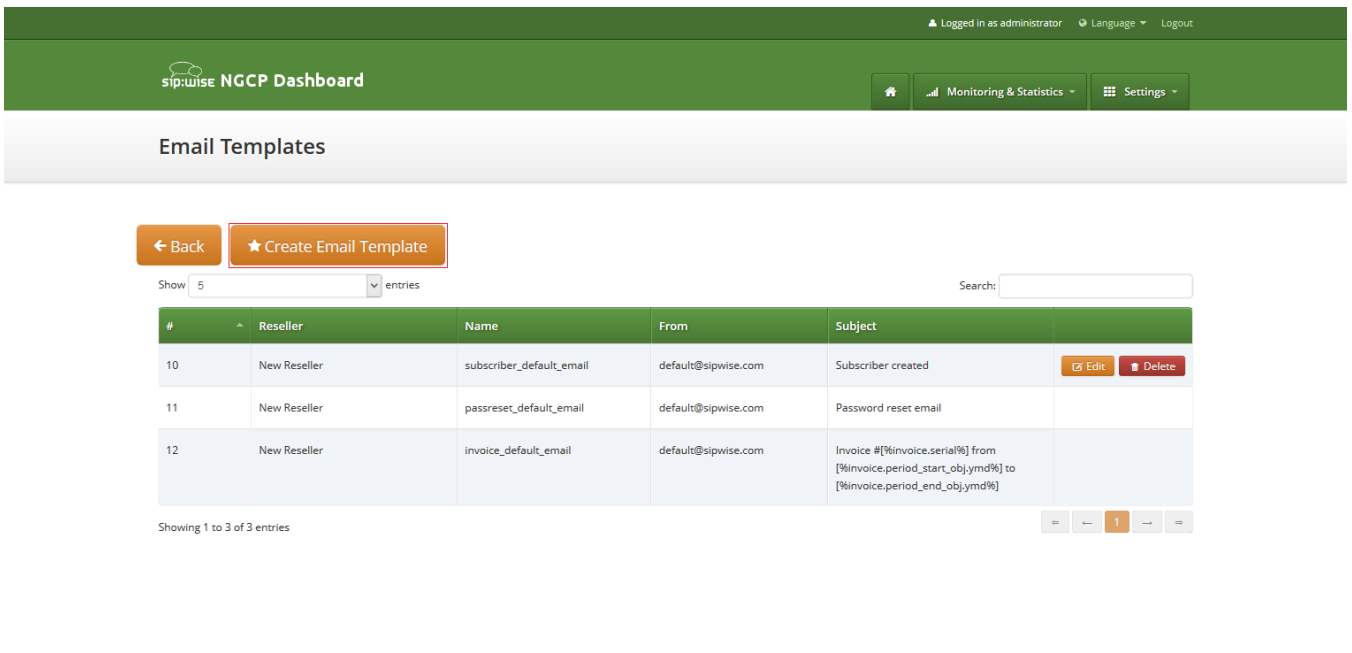 Logged in as administrator Language Logout
sip:wise NGCP Dashboard
Monitoring & Statistics Settings
Email Templates
Back Create Email Template
Show 5 entries Search:
# Reseller Name From Subject
10 New Reseller subscriber_default_email default@sipwise.com Subscriber created Edit Delete
11 New Reseller passreset_default_email default@sipwise.com Password reset email
12 New Reseller invoice_default_email default@sipwise.com Invoice #[%invoice.serial%] from
[%invoice.period_start_obj.ymd%] to
[%invoice.period_end_obj.ymd%]
Showing 1 to 3 of 3 entries ⇐ ← 1 → ⇒